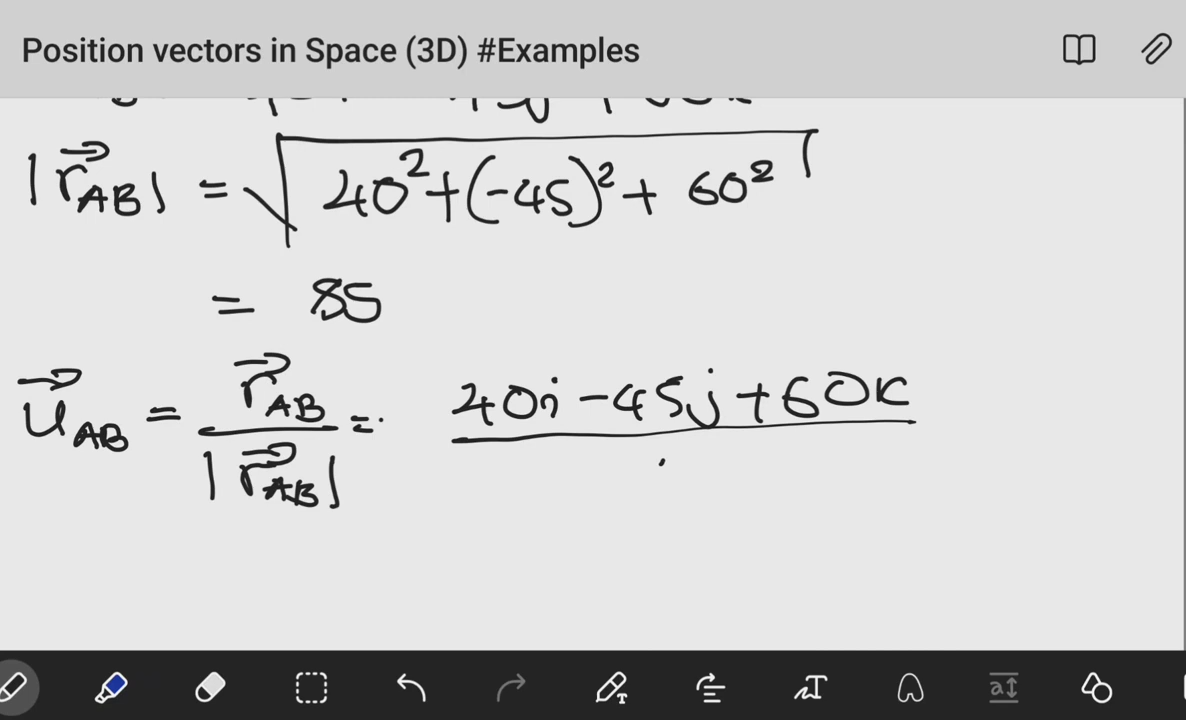 Position vectors in Space (3D) #Examples
|r⃗AB| = √(40² + (-45)² + 60²)
= 85
u⃗AB = r⃗AB / |r⃗AB| = 40i - 45j + 60k